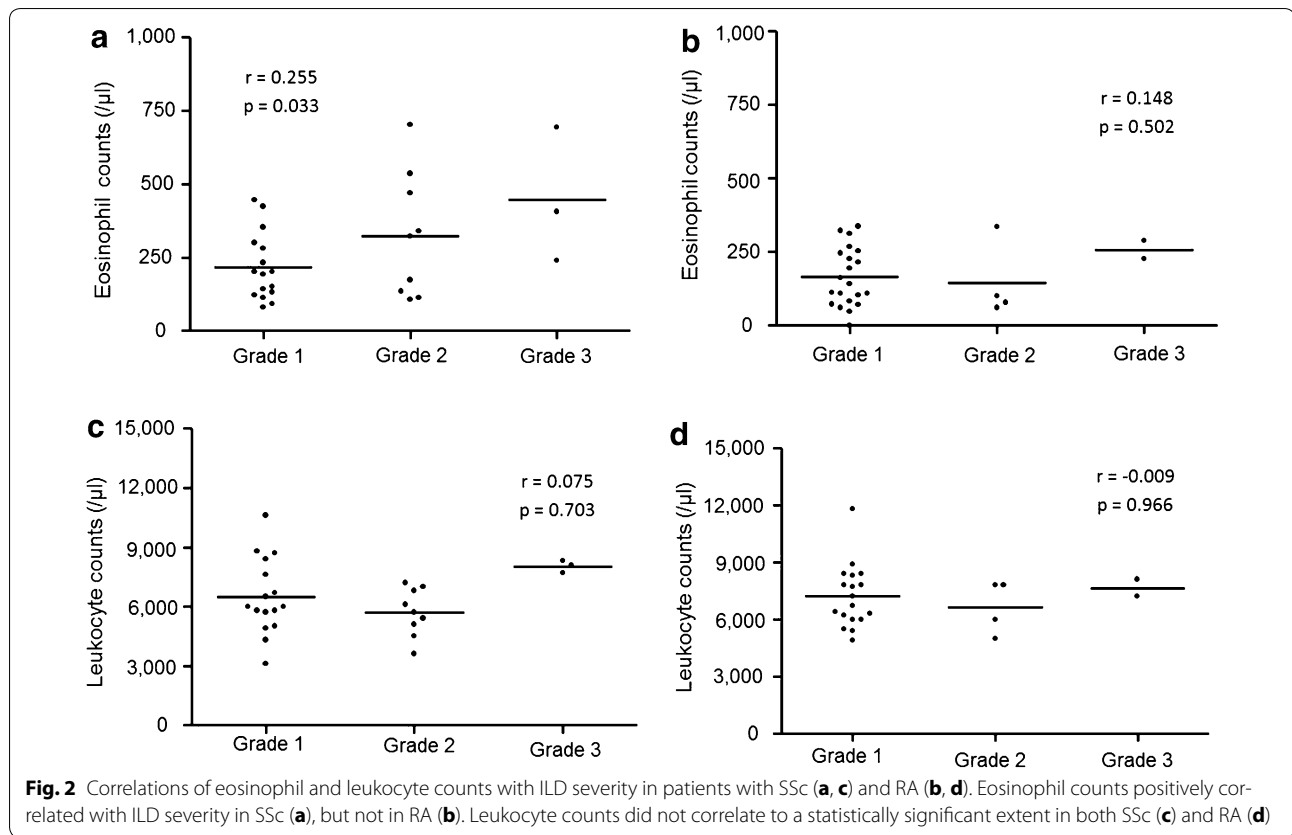 a
1,000
r = 0.255
p = 0.033
750
500
250
0
Eosinophil counts (/µl)
Grade 1 Grade 2 Grade 3
b
1,000
r = 0.148
p = 0.502
750
500
250
0
Eosinophil counts (/µl)
Grade 1 Grade 2 Grade 3
c
15,000
12,000
r = 0.075
p = 0.703
9,000
6,000
3,000
0
Leukocyte counts (/µl)
Grade 1 Grade 2 Grade 3
d
15,000
r = -0.009
p = 0.966
12,000
9,000
6,000
3,000
0
Leukocyte counts (/µl)
Grade 1 Grade 2 Grade 3
Fig. 2 Correlations of eosinophil and leukocyte counts with ILD severity in patients with SSc (a, c) and RA (b, d). Eosinophil counts positively cor-
related with ILD severity in SSc (a), but not in RA (b). Leukocyte counts did not correlate to a statistically significant extent in both SSc (c) and RA (d)